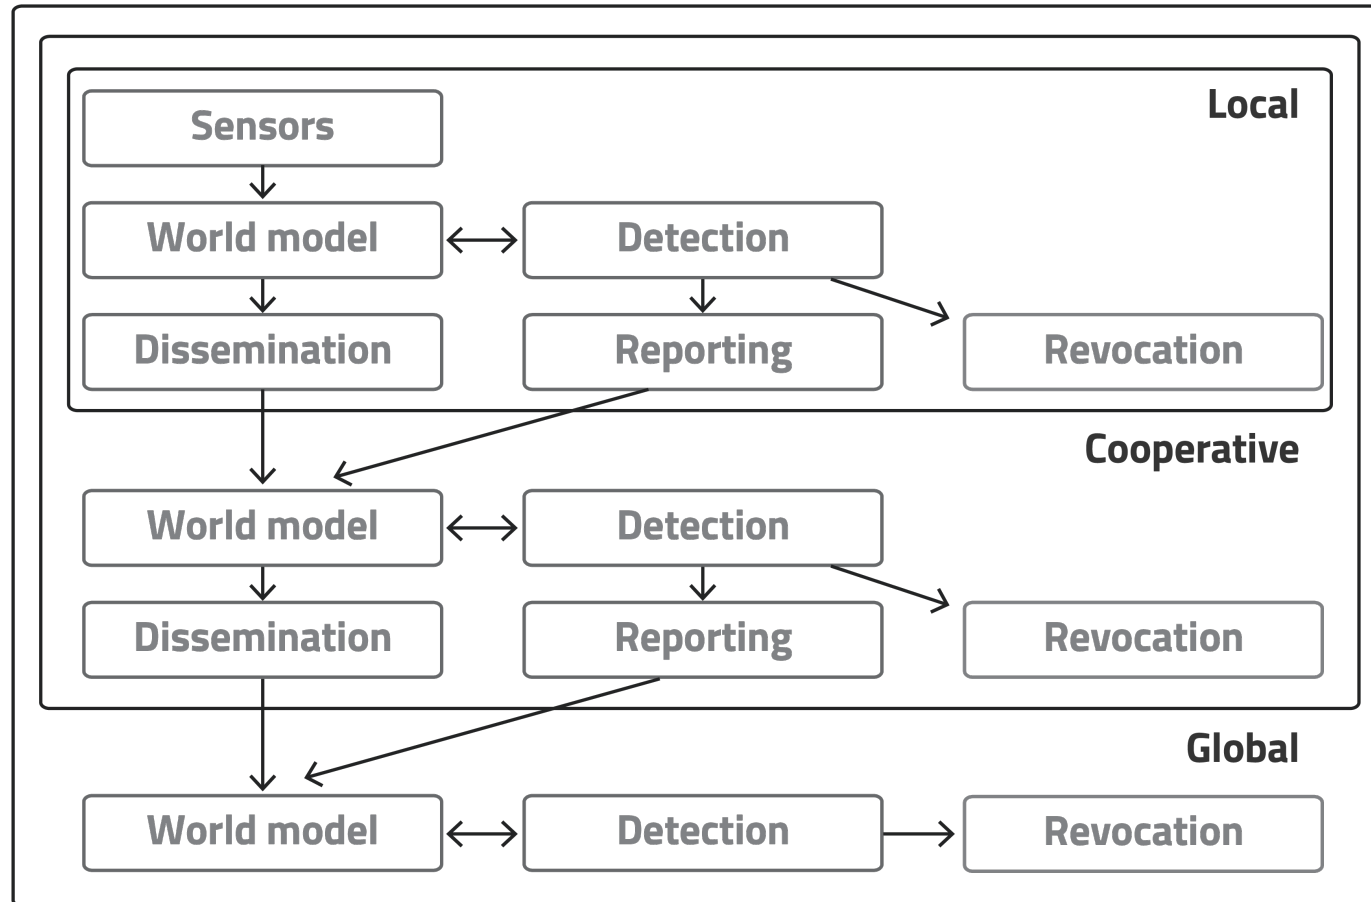 Local
Sensors
World model
Detection
Dissemination
Reporting
Revocation
Cooperative
World model
Detection
Dissemination
Reporting
Revocation
Global
World model
Detection
Revocation